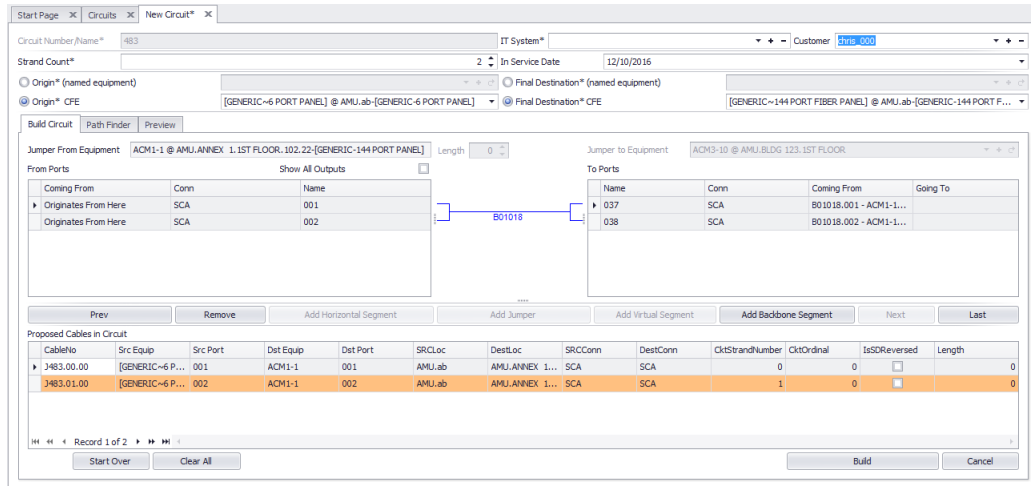 Start Page Circuits New Circuit*
Circuit Number/Name* 483 IT System* Customer chris_000
Strand Count* 2 In Service Date 12/10/2016
Origin* (named equipment) Final Destination* (named equipment)
Origin* CFE [GENERIC~6 PORT PANEL] @ AMU.ab-[GENERIC-6 PORT PANEL] Final Destination* CFE [GENERIC~144 PORT FIBER PANEL] @ AMU.ab-[GENERIC-144 PORT F...
Build Circuit Path Finder Preview
Jumper From Equipment ACM1-1 @ AMU.ANNEX 1.1ST FLOOR.102.22-[GENERIC-144 PORT PANEL] Length 0 Jumper to Equipment ACM3-10 @ AMU.BLDG 123.1ST FLOOR
From Ports Show All Outputs To Ports
Coming From Conn Name Name Conn Coming From Going To
Originates From Here SCA 001 037 SCA B01018.001 - ACM1-1...
Originates From Here SCA 002 038 SCA B01018.002 - ACM1-1...
B01018
Prev Remove Add Horizontal Segment Add Jumper Add Virtual Segment Add Backbone Segment Next Last
Proposed Cables in Circuit
CableNo Src Equip Src Port Dst Equip Dst Port SRCLoc DestLoc SRCConn DestConn CktStrandNumber CktOrdinal IsSDReversed Length
J483.00.00 [GENERIC~6 P... 001 ACM1-1 001 AMU.ab AMU.ANNEX 1... SCA SCA 0 0 0
J483.01.00 [GENERIC~6 P... 002 ACM1-1 002 AMU.ab AMU.ANNEX 1... SCA SCA 1 0 0
Record 1 of 2
Start Over Clear All Build Cancel